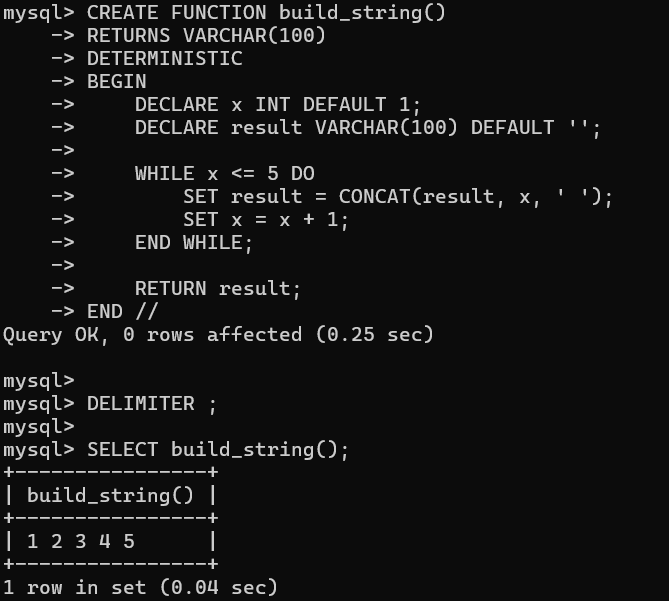 mysql> CREATE FUNCTION build_string()
    -> RETURNS VARCHAR(100)
    -> DETERMINISTIC
    -> BEGIN
    ->     DECLARE x INT DEFAULT 1;
    ->     DECLARE result VARCHAR(100) DEFAULT '';
    ->
    ->     WHILE x <= 5 DO
    ->         SET result = CONCAT(result, x, ' ');
    ->         SET x = x + 1;
    ->     END WHILE;
    ->
    ->     RETURN result;
    -> END //
Query OK, 0 rows affected (0.25 sec)

mysql>
mysql> DELIMITER ;
mysql>
mysql> SELECT build_string();
+----------------+
| build_string() |
+----------------+
| 1 2 3 4 5      |
+----------------+
1 row in set (0.04 sec)